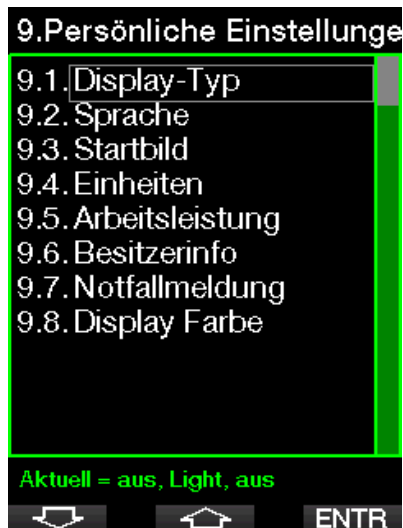 9.Persönliche Einstellunge
9.1.Display-Typ
9.2.Sprache
9.3.Startbild
9.4.Einheiten
9.5.Arbeitsleistung
9.6.Besitzerinfo
9.7.Notfallmeldung
9.8.Display Farbe
Aktuell = aus, Light, aus
ENTR